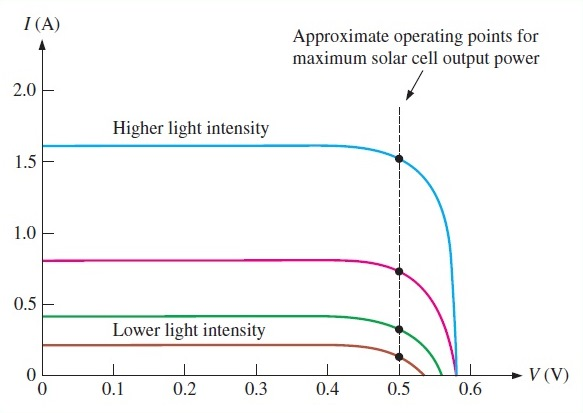 I (A)
Approximate operating points for
maximum solar cell output power
2.0
Higher light intensity
1.5
1.0
0.5
Lower light intensity
0
V (V)
0 0.1 0.2 0.3 0.4 0.5 0.6